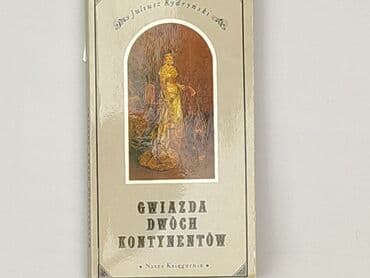 Juliusz Kydryński
GWIAZDA
DWÓCH
KONTYNENTÓW
• Nasza Księgarnia •